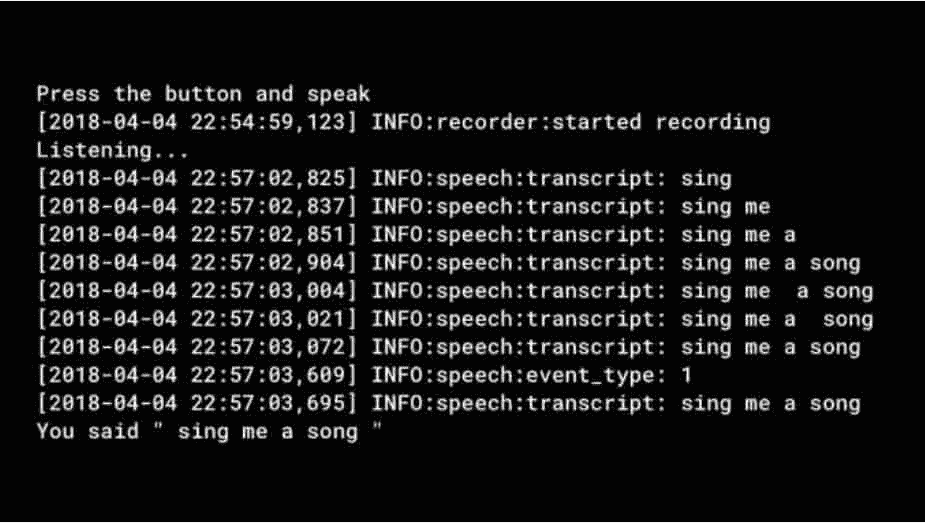 Press the button and speak
[2018-04-04 22:54:59,123] INFO:recorder:started recording
Listening...
[2018-04-04 22:57:02,825] INFO:speech:transcript: sing
[2018-04-04 22:57:02,837] INFO:speech:transcript: sing me
[2018-04-04 22:57:02,851] INFO:speech:transcript: sing me a
[2018-04-04 22:57:02,904] INFO:speech:transcript: sing me a song
[2018-04-04 22:57:03,004] INFO:speech:transcript: sing me  a song
[2018-04-04 22:57:03,021] INFO:speech:transcript: sing me a  song
[2018-04-04 22:57:03,072] INFO:speech:transcript: sing me a song
[2018-04-04 22:57:03,609] INFO:speech:event_type: 1
[2018-04-04 22:57:03,695] INFO:speech:transcript: sing me a song
You said " sing me a song "